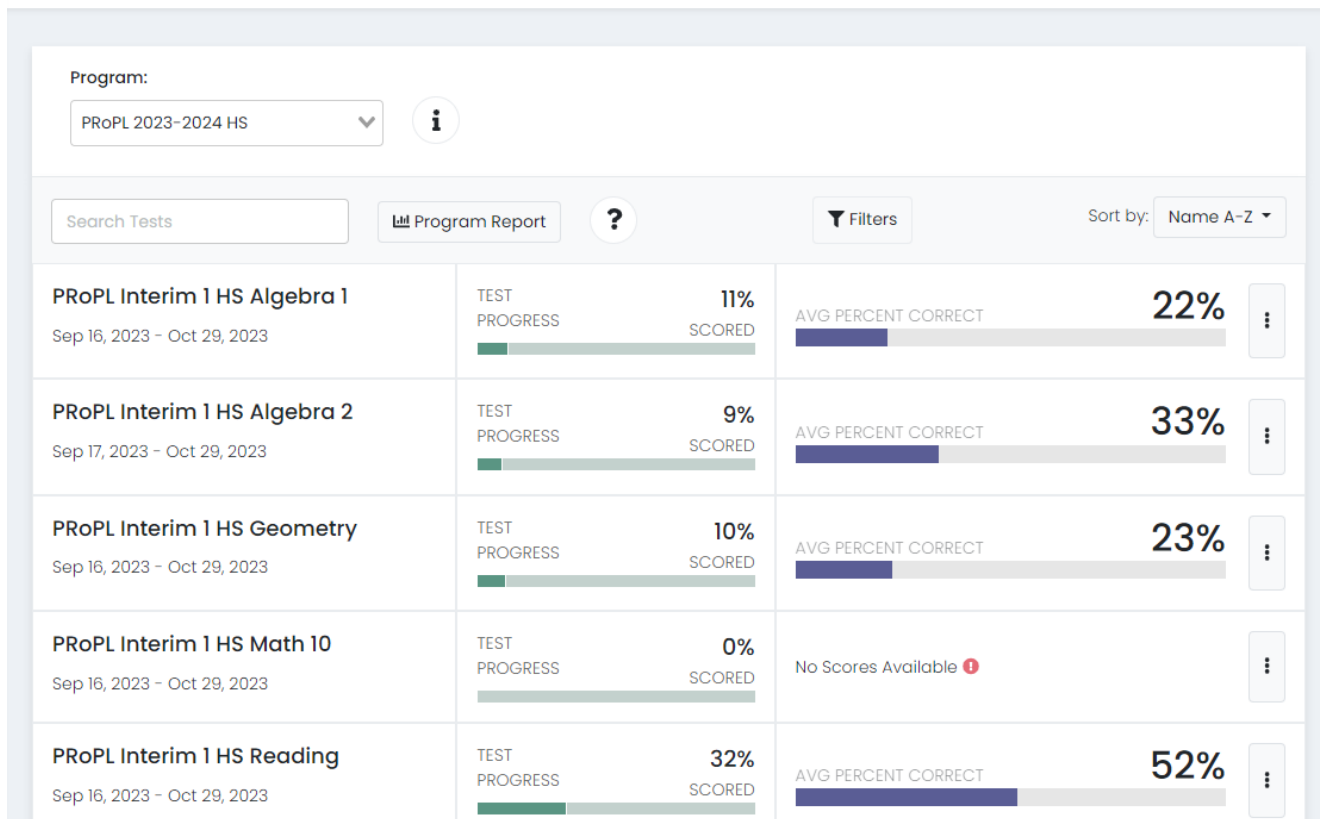 Program:
PRoPL 2023-2024 HS
i
Search Tests
Program Report
?
Filters
Sort by:
Name A-Z
PRoPL Interim 1 HS Algebra 1
Sep 16, 2023 - Oct 29, 2023
TEST
PROGRESS
11%
SCORED
AVG PERCENT CORRECT
22%
PRoPL Interim 1 HS Algebra 2
Sep 17, 2023 - Oct 29, 2023
TEST
PROGRESS
9%
SCORED
AVG PERCENT CORRECT
33%
PRoPL Interim 1 HS Geometry
Sep 16, 2023 - Oct 29, 2023
TEST
PROGRESS
10%
SCORED
AVG PERCENT CORRECT
23%
PRoPL Interim 1 HS Math 10
Sep 16, 2023 - Oct 29, 2023
TEST
PROGRESS
0%
SCORED
No Scores Available
PRoPL Interim 1 HS Reading
Sep 16, 2023 - Oct 29, 2023
TEST
PROGRESS
32%
SCORED
AVG PERCENT CORRECT
52%